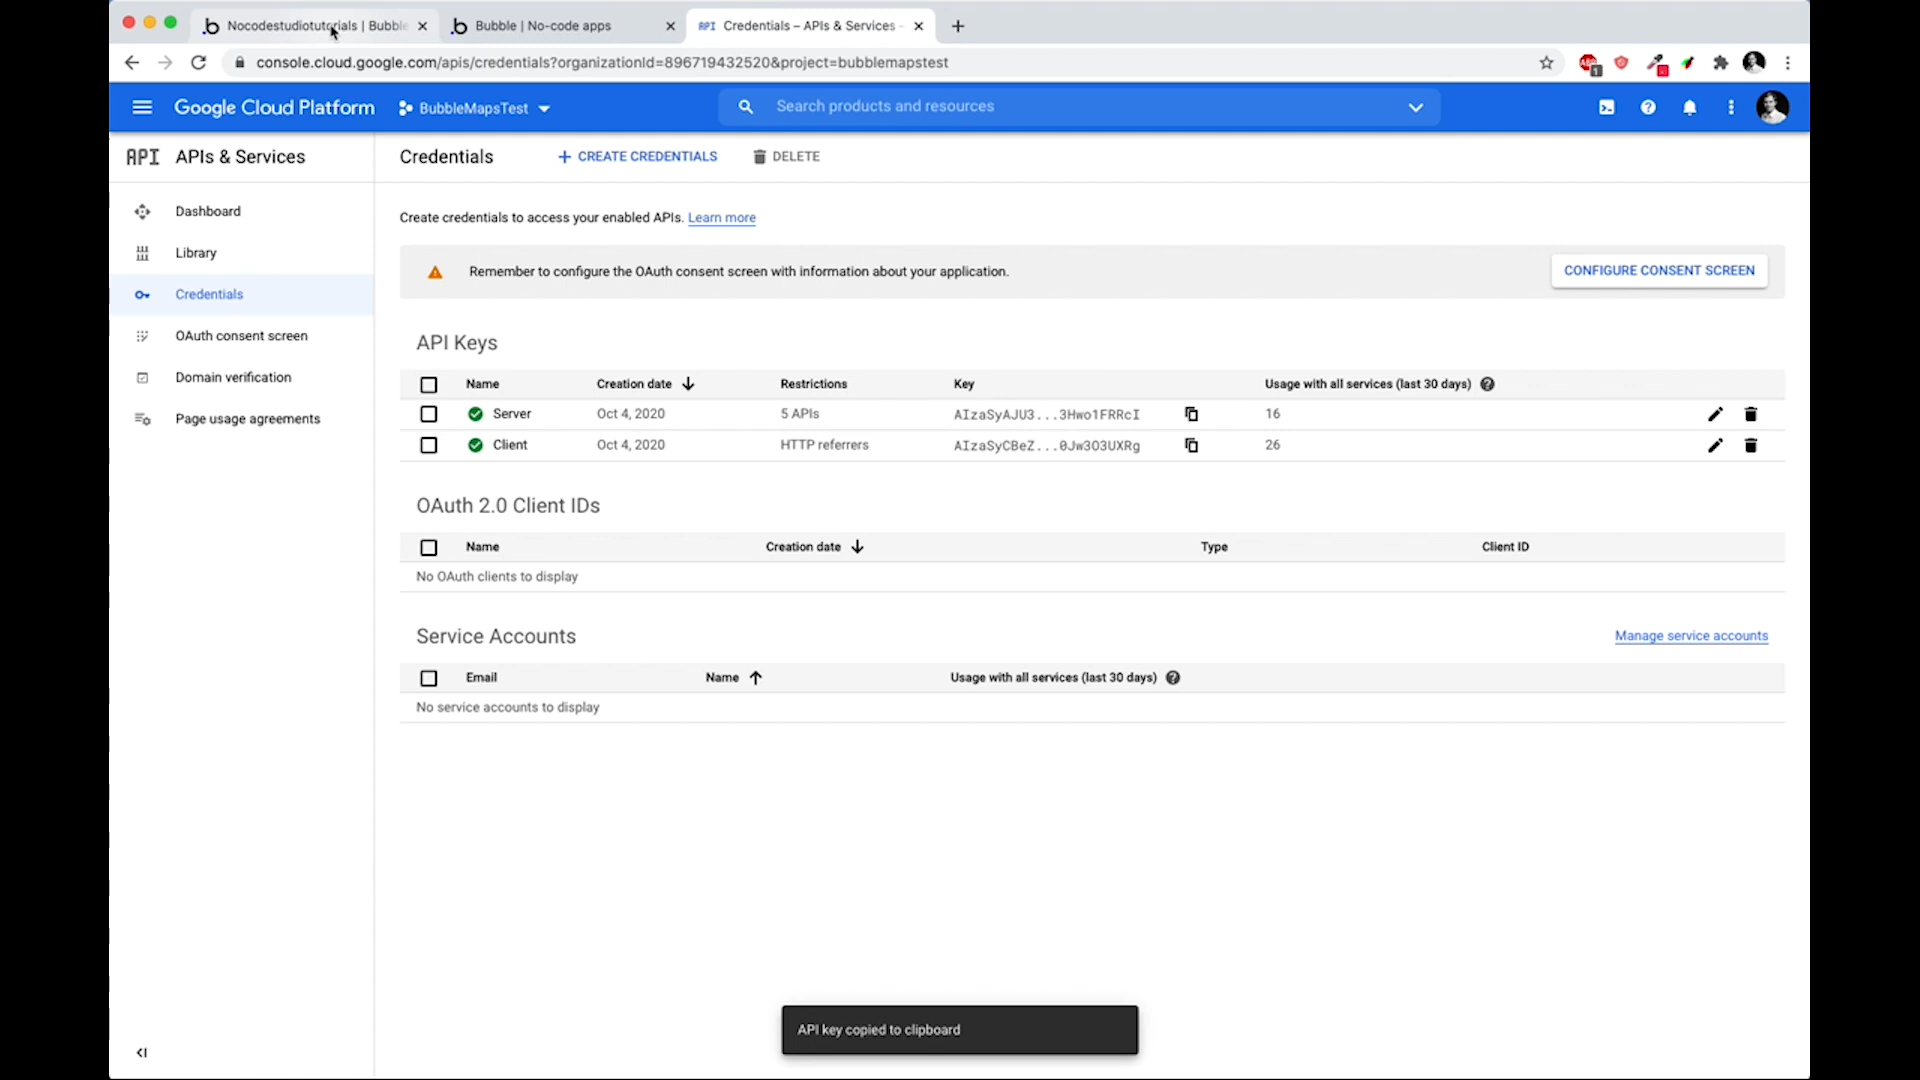 Nocodestudiotutorials | Bubble
Bubble | No-code apps
API Credentials – APIs & Services -
console.cloud.google.com/apis/credentials?organizationId=896719432520&project=bubblemapstest
Google Cloud Platform
BubbleMapsTest
Search products and resources
API APIs & Services
Credentials
CREATE CREDENTIALS
DELETE
Dashboard
Library
Credentials
OAuth consent screen
Domain verification
Page usage agreements
Create credentials to access your enabled APIs. Learn more
Remember to configure the OAuth consent screen with information about your application.
CONFIGURE CONSENT SCREEN
API Keys
Name Creation date Restrictions Key Usage with all services (last 30 days)
Server Oct 4, 2020 5 APIs AIzaSyAJU3...3Hwo1FRRcI 16
Client Oct 4, 2020 HTTP referrers AIzaSyCBeZ...0Jw3O3UXRg 26
OAuth 2.0 Client IDs
Name Creation date Type Client ID
No OAuth clients to display
Service Accounts
Manage service accounts
Email Name Usage with all services (last 30 days)
No service accounts to display
API key copied to clipboard